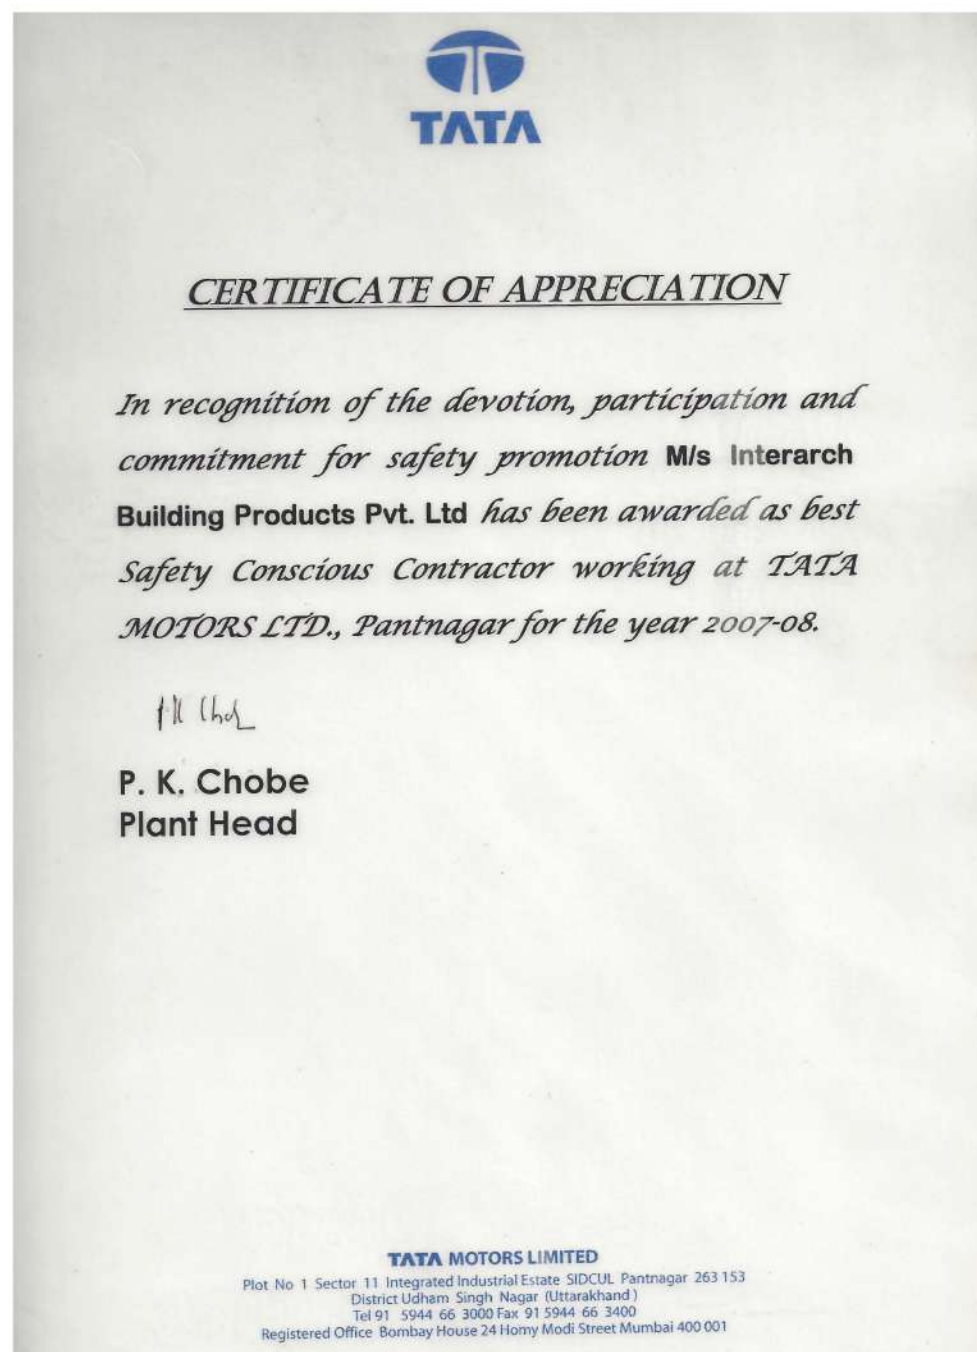 TATA
CERTIFICATE OF APPRECIATION
In recognition of the devotion, participation and
commitment for safety promotion M/s Interarch
Building Products Pvt. Ltd has been awarded as best
Safety Conscious Contractor working at TATA
MOTORS LTD., Pantnagar for the year 2007-08.
P. K. Chobe
Plant Head
TATA MOTORS LIMITED
Plot No 1 Sector 11 Integrated Industrial Estate SIDCUL Pantnagar 263 153
District Udham Singh Nagar (Uttarakhand)
Tel 91 5944 66 3000 Fax 91 5944 66 3400
Registered Office Bombay House 24 Homy Modi Street Mumbai 400 001